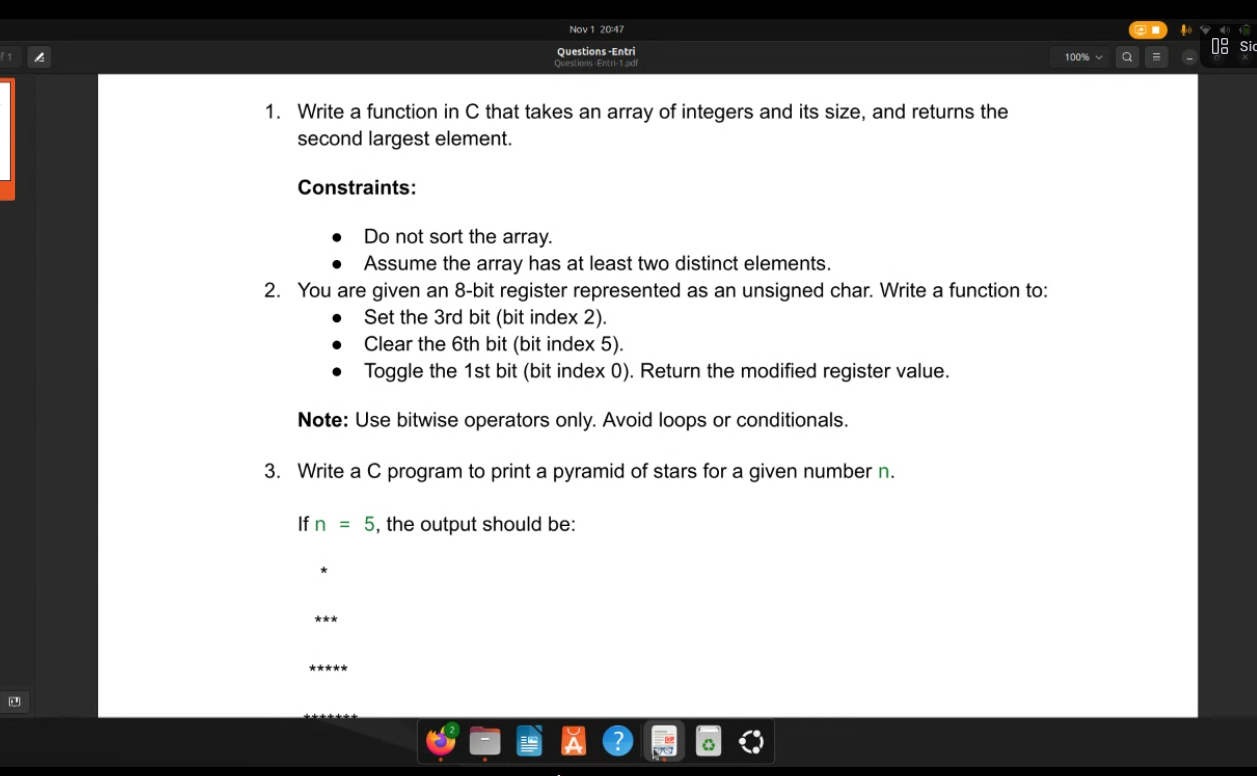 Nov 1 20:47
Questions -Entri
Questions -Entri-1.pdf
f 1
100%
Sic
1. Write a function in C that takes an array of integers and its size, and returns the
second largest element.
Constraints:
● Do not sort the array.
● Assume the array has at least two distinct elements.
2. You are given an 8-bit register represented as an unsigned char. Write a function to:
● Set the 3rd bit (bit index 2).
● Clear the 6th bit (bit index 5).
● Toggle the 1st bit (bit index 0). Return the modified register value.
Note: Use bitwise operators only. Avoid loops or conditionals.
3. Write a C program to print a pyramid of stars for a given number n.
If n = 5, the output should be:
*
***
*****
*******
2
?